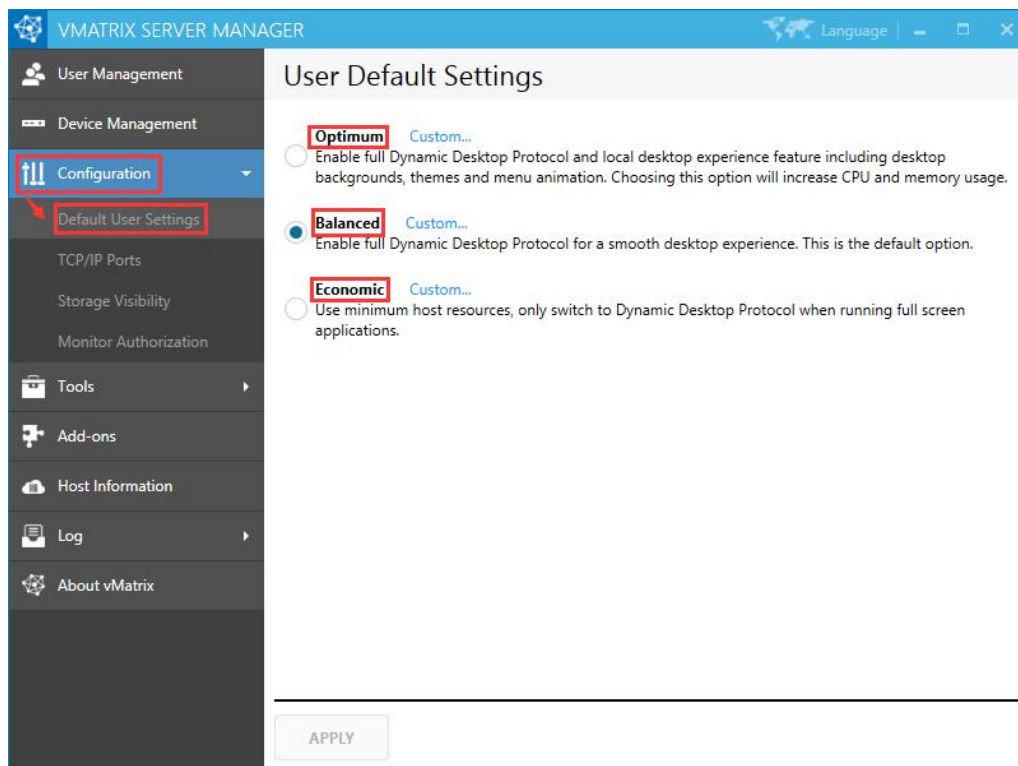 VMATRIX SERVER MANAGER
Language
User Management
Device Management
Configuration
Default User Settings
TCP/IP Ports
Storage Visibility
Monitor Authorization
Tools
Add-ons
Host Information
Log
About vMatrix
User Default Settings
Optimum Custom...
Enable full Dynamic Desktop Protocol and local desktop experience feature including desktop
backgrounds, themes and menu animation. Choosing this option will increase CPU and memory usage.
Balanced Custom...
Enable full Dynamic Desktop Protocol for a smooth desktop experience. This is the default option.
Economic Custom...
Use minimum host resources, only switch to Dynamic Desktop Protocol when running full screen
applications.
APPLY